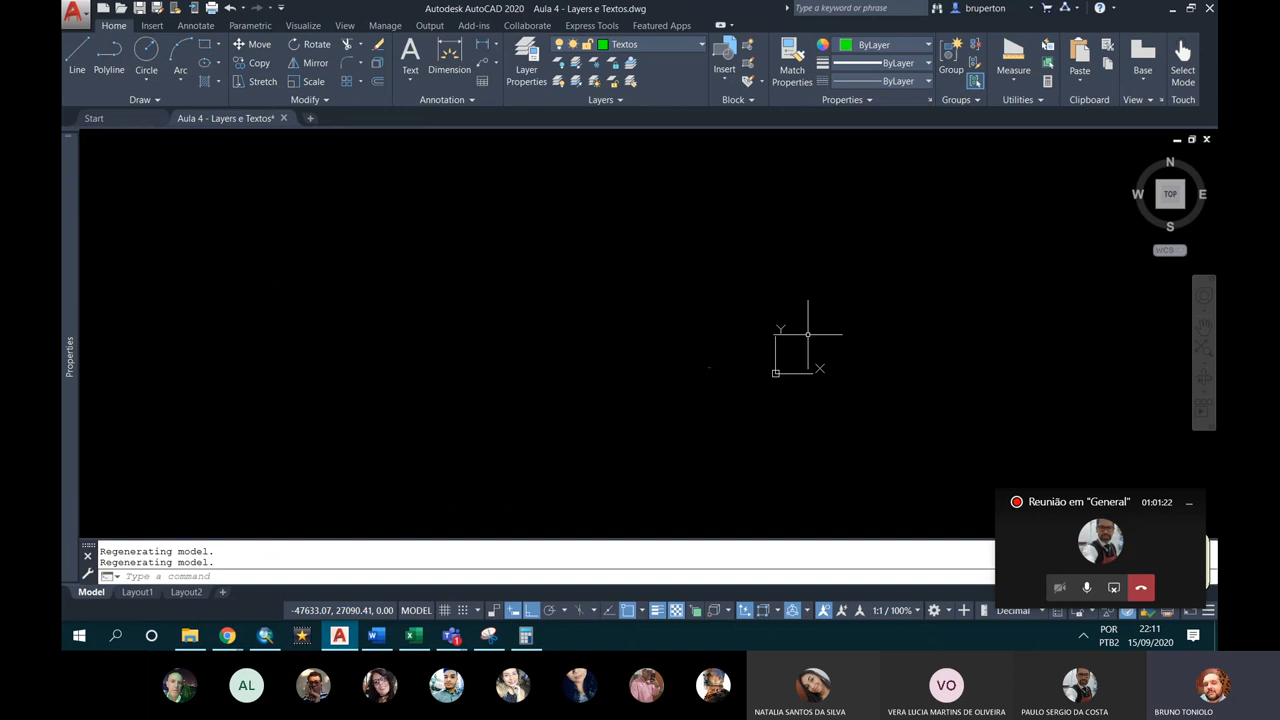 Autodesk AutoCAD 2020 Aula 4 - Layers e Textos.dwg
Type a keyword or phrase
bruperton
Home Insert Annotate Parametric Visualize View Manage Output Add-ins Collaborate Express Tools Featured Apps
Line Polyline Circle Arc
Move Rotate
Copy Mirror
Stretch Scale
Text Dimension
Layer Properties
Textos
Insert
Match Properties
ByLayer
ByLayer
ByLayer
Group
Measure
Paste
Base
Select Mode
Draw Modify Annotation Layers Block Properties Groups Utilities Clipboard View Touch
Start Aula 4 - Layers e Textos*
N
W TOP E
S
WCS
Properties
Y
X
Reunião em "General" 01:01:22
Regenerating model.
Regenerating model.
Type a command
Model Layout1 Layout2
-47633.07, 27090.41, 0.00 MODEL
1:1 / 100%
Decimal
POR
PTB2
22:11
15/09/2020
AL
VO
NATALIA SANTOS DA SILVA
VERA LUCIA MARTINS DE OLIVEIRA
PAULO SERGIO DA COSTA
BRUNO TONIOLO